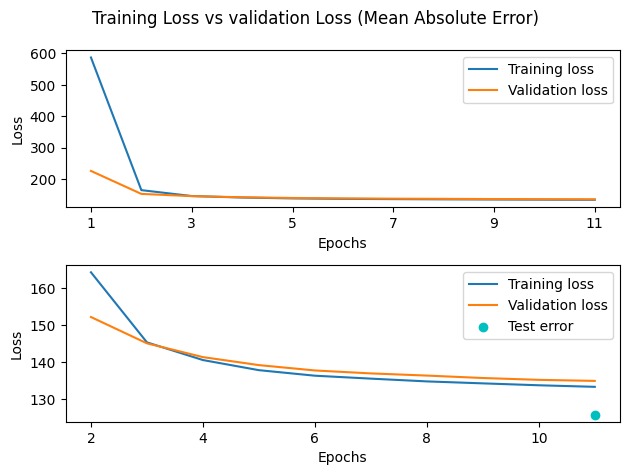 Training Loss vs validation Loss (Mean Absolute Error)
600
500
400
300
200
Loss
Training loss
Validation loss
1 3 5 7 9 11
Epochs
160
150
140
130
Loss
Training loss
Validation loss
Test error
2 4 6 8 10
Epochs